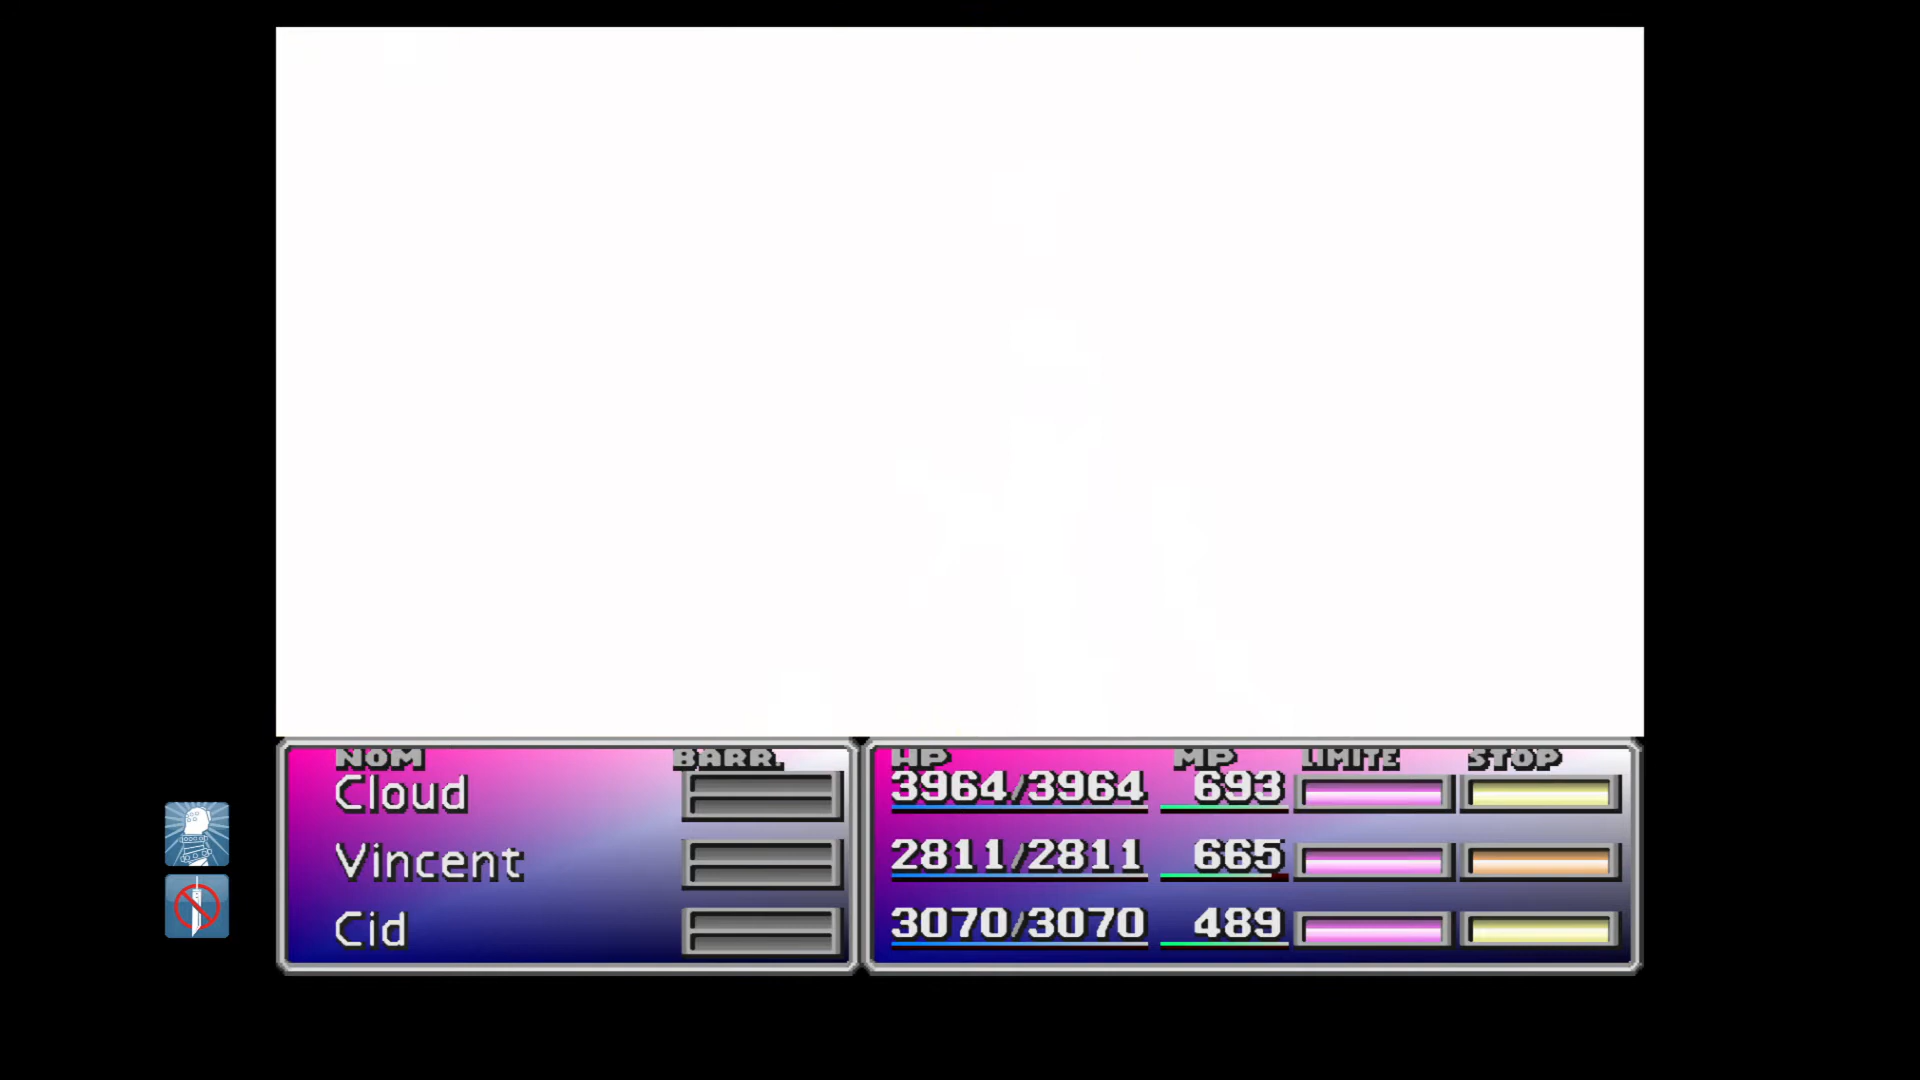 NOM BARR. HP MP LIMITE STOP
Cloud 3964/3964 693
Vincent 2811/2811 665
Cid 3070/3070 489